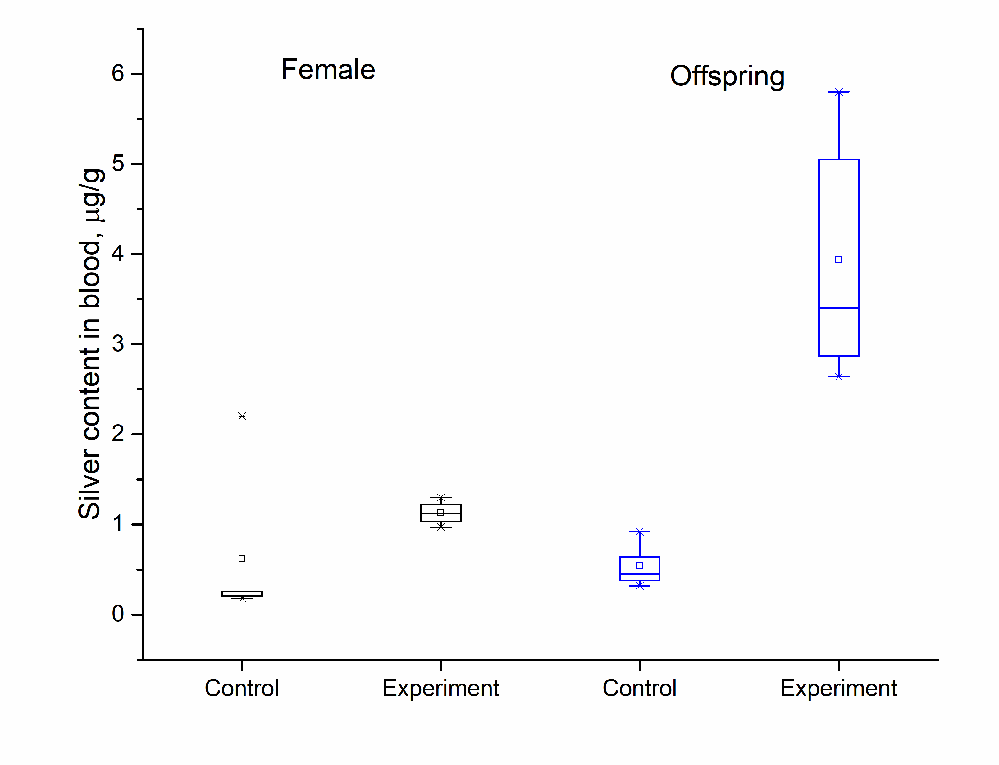 Female
Offspring
Silver content in blood, μg/g
6
5
4
3
2
1
0
Control
Experiment
Control
Experiment